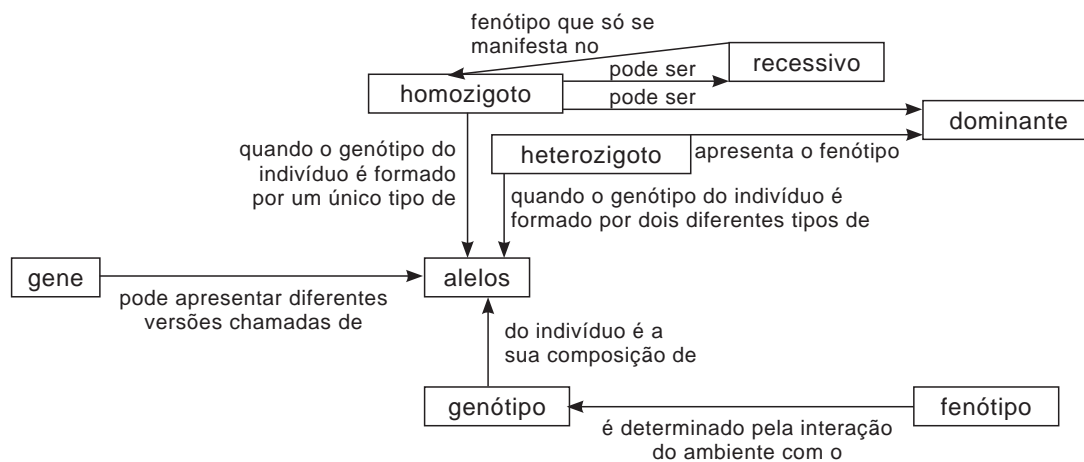 fenótipo que só se
manifesta no
recessivo
pode ser
homozigoto
pode ser
dominante
quando o genótipo do
indivíduo é formado
por um único tipo de
heterozigoto
apresenta o fenótipo
quando o genótipo do indivíduo é
formado por dois diferentes tipos de
gene
alelos
pode apresentar diferentes
versões chamadas de
do indivíduo é a
sua composição de
genótipo
fenótipo
é determinado pela interação
do ambiente com o